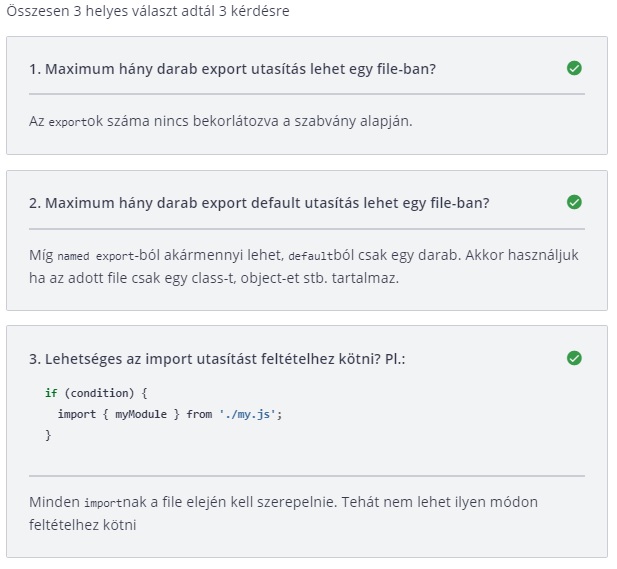 Összesen 3 helyes választ adtál 3 kérdésre
1. Maximum hány darab export utasítás lehet egy file-ban?
Az exportok száma nincs bekorlátozva a szabvány alapján.
2. Maximum hány darab export default utasítás lehet egy file-ban?
Míg named export-ból akármennyi lehet, defaultból csak egy darab. Akkor használjuk
ha az adott file csak egy class-t, object-et stb. tartalmaz.
3. Lehetséges az import utasítást feltételhez kötni? Pl.:
if (condition) {
  import { myModule } from './my.js';
}
Minden importnak a file elején kell szerepelnie. Tehát nem lehet ilyen módon
feltételhez kötni